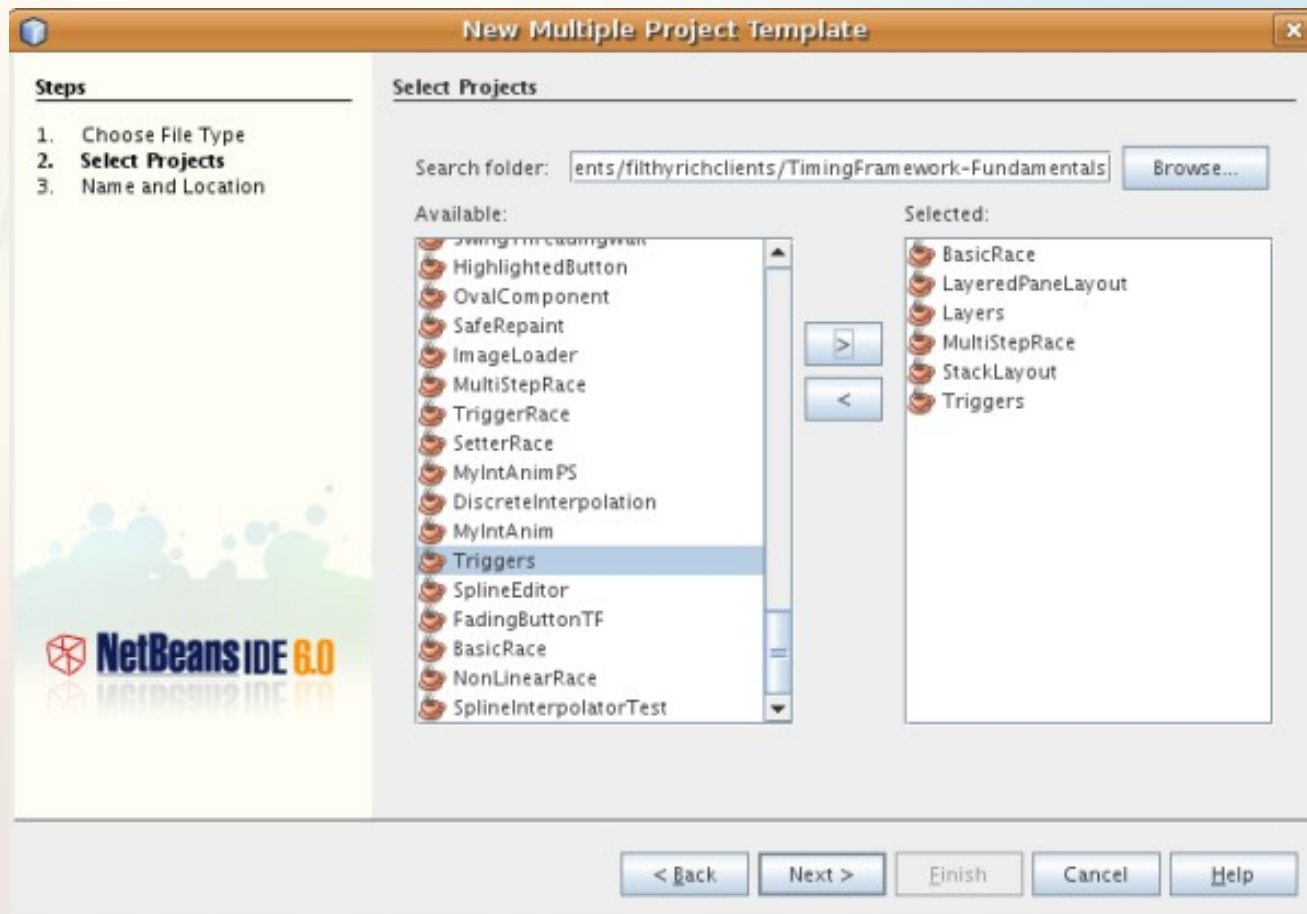 New Multiple Project Template
Steps
1. Choose File Type
2. Select Projects
3. Name and Location
NetBeans IDE 6.0
Select Projects
Search folder: ents/filthyrichclients/TimingFramework-Fundamentals Browse...
Available:
HighlightedButton
OvalComponent
SafeRepaint
ImageLoader
MultiStepRace
TriggerRace
SetterRace
MyIntAnimPS
DiscreteInterpolation
MyIntAnim
Triggers
SplineEditor
FadingButtonTF
BasicRace
NonLinearRace
SplineInterpolatorTest
>
<
Selected:
BasicRace
LayeredPaneLayout
Layers
MultiStepRace
StackLayout
Triggers
< Back Next > Finish Cancel Help